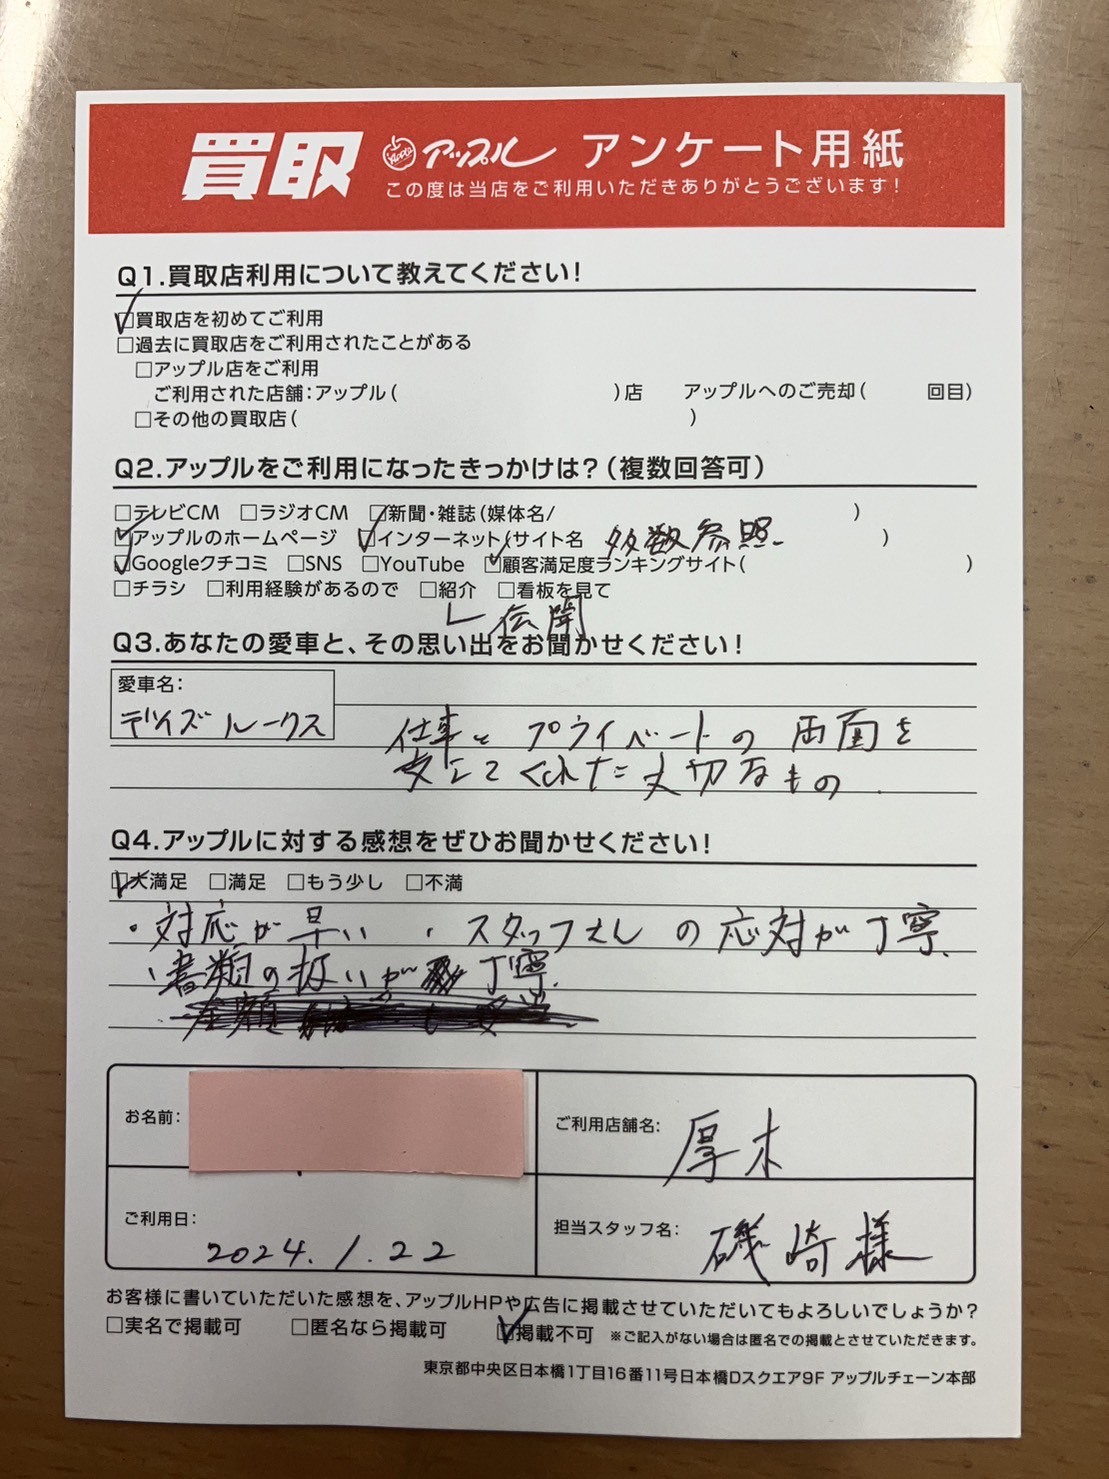 買取 アップル アンケート用紙
この度は当店をご利用いただきありがとうございます!
Q1.買取店利用について教えてください!
☑買取店を初めてご利用
□過去に買取店をご利用されたことがある
□アップル店をご利用
ご利用された店舗:アップル( )店 アップルへのご売却( 回目)
□その他の買取店( )
Q2.アップルをご利用になったきっかけは?(複数回答可)
□テレビCM □ラジオCM □新聞・雑誌(媒体名/ )
☑アップルのホームページ ☑インターネット(サイト名 多数参照 )
☑Googleクチコミ □SNS □YouTube ☑顧客満足度ランキングサイト( )
□チラシ □利用経験があるので □紹介 □看板を見て
伝聞
Q3.あなたの愛車と、その思い出をお聞かせください!
愛車名:
デイズルークス
仕事とプライベートの両面を
支えてくれた大切なもの.
Q4.アップルに対する感想をぜひお聞かせください!
☑大満足 □満足 □もう少し □不満
・対応が早い ・スタッフさんの応対が丁寧.
・書類の扱いが丁寧.
お名前: ご利用店舗名: 厚木
ご利用日: 2024.1.22 担当スタッフ名: 磯崎様
お客様に書いていただいた感想を、アップルHPや広告に掲載させていただいてもよろしいでしょうか?
□実名で掲載可 □匿名なら掲載可 ☑掲載不可 ※ご記入がない場合は匿名での掲載とさせていただきます。
東京都中央区日本橋1丁目16番11号日本橋Dスクエア9F アップルチェーン本部